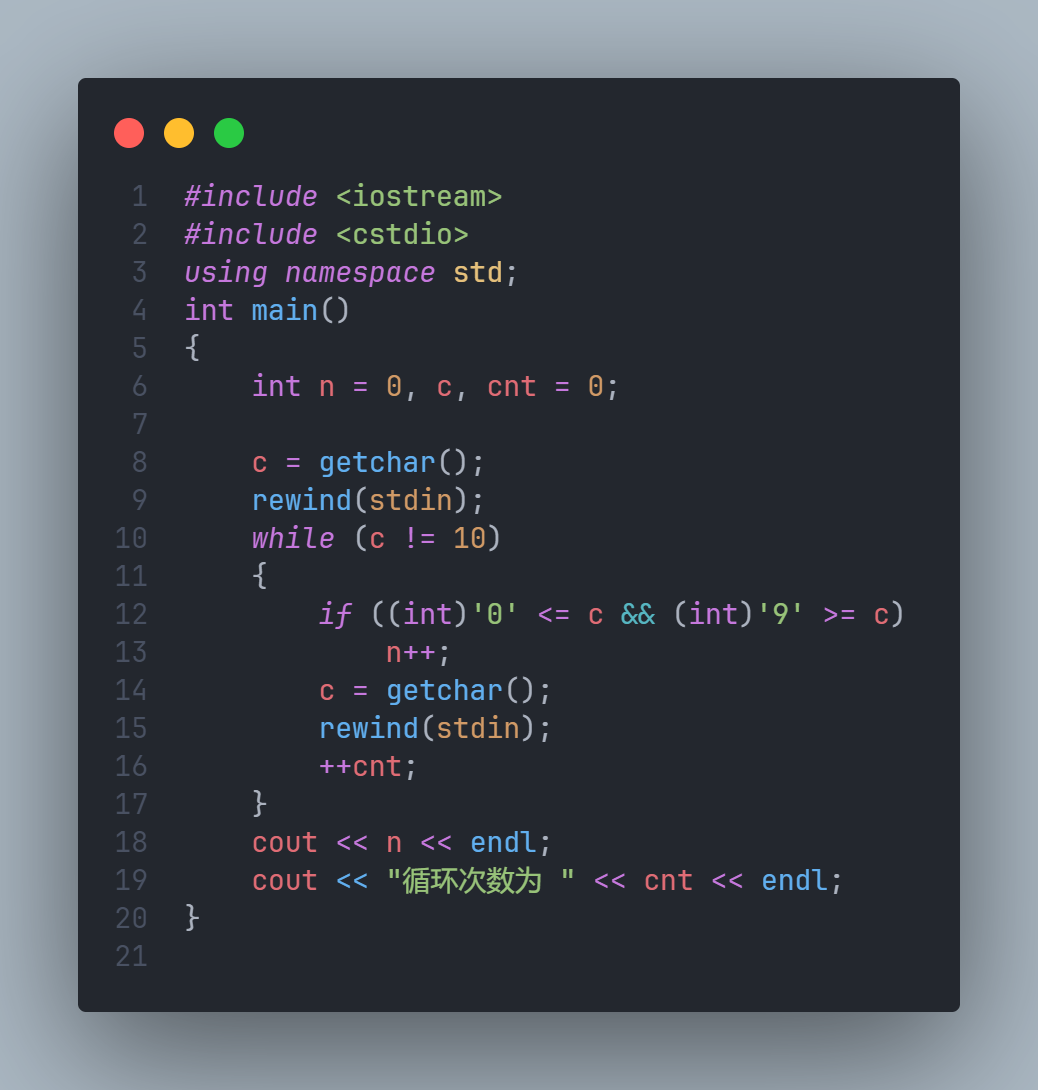 1 #include <iostream>
2 #include <cstdio>
3 using namespace std;
4 int main()
5 {
6     int n = 0, c, cnt = 0;
7
8     c = getchar();
9     rewind(stdin);
10     while (c != 10)
11     {
12         if ((int)'0' <= c && (int)'9' >= c)
13             n++;
14         c = getchar();
15         rewind(stdin);
16         ++cnt;
17     }
18     cout << n << endl;
19     cout << "循环次数为 " << cnt << endl;
20 }
21